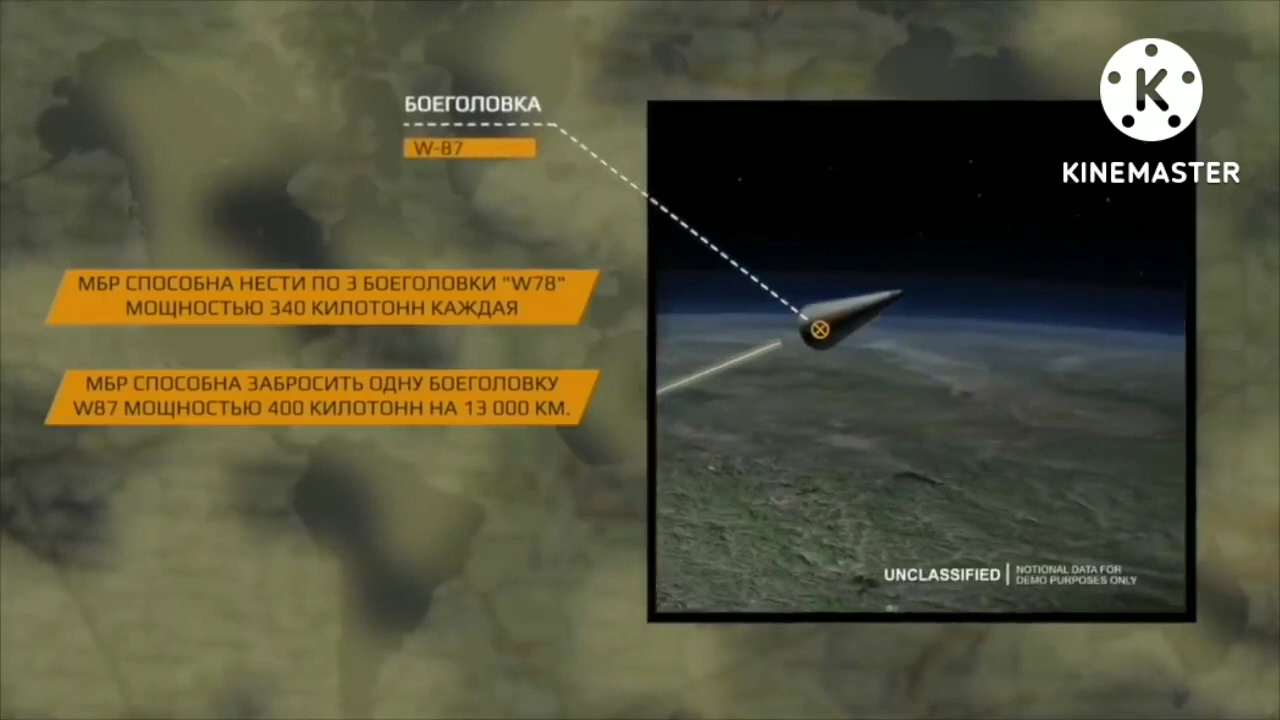 БОЕГОЛОВКА
W-87
МБР СПОСОБНА НЕСТИ ПО 3 БОЕГОЛОВКИ "W78"
МОЩНОСТЬЮ 340 КИЛОТОНН КАЖДАЯ
МБР СПОСОБНА ЗАБРОСИТЬ ОДНУ БОЕГОЛОВКУ
W87 МОЩНОСТЬЮ 400 КИЛОТОНН НА 13 000 КМ.
K
KINEMASTER
UNCLASSIFIED
NOTIONAL DATA FOR
DEMO PURPOSES ONLY